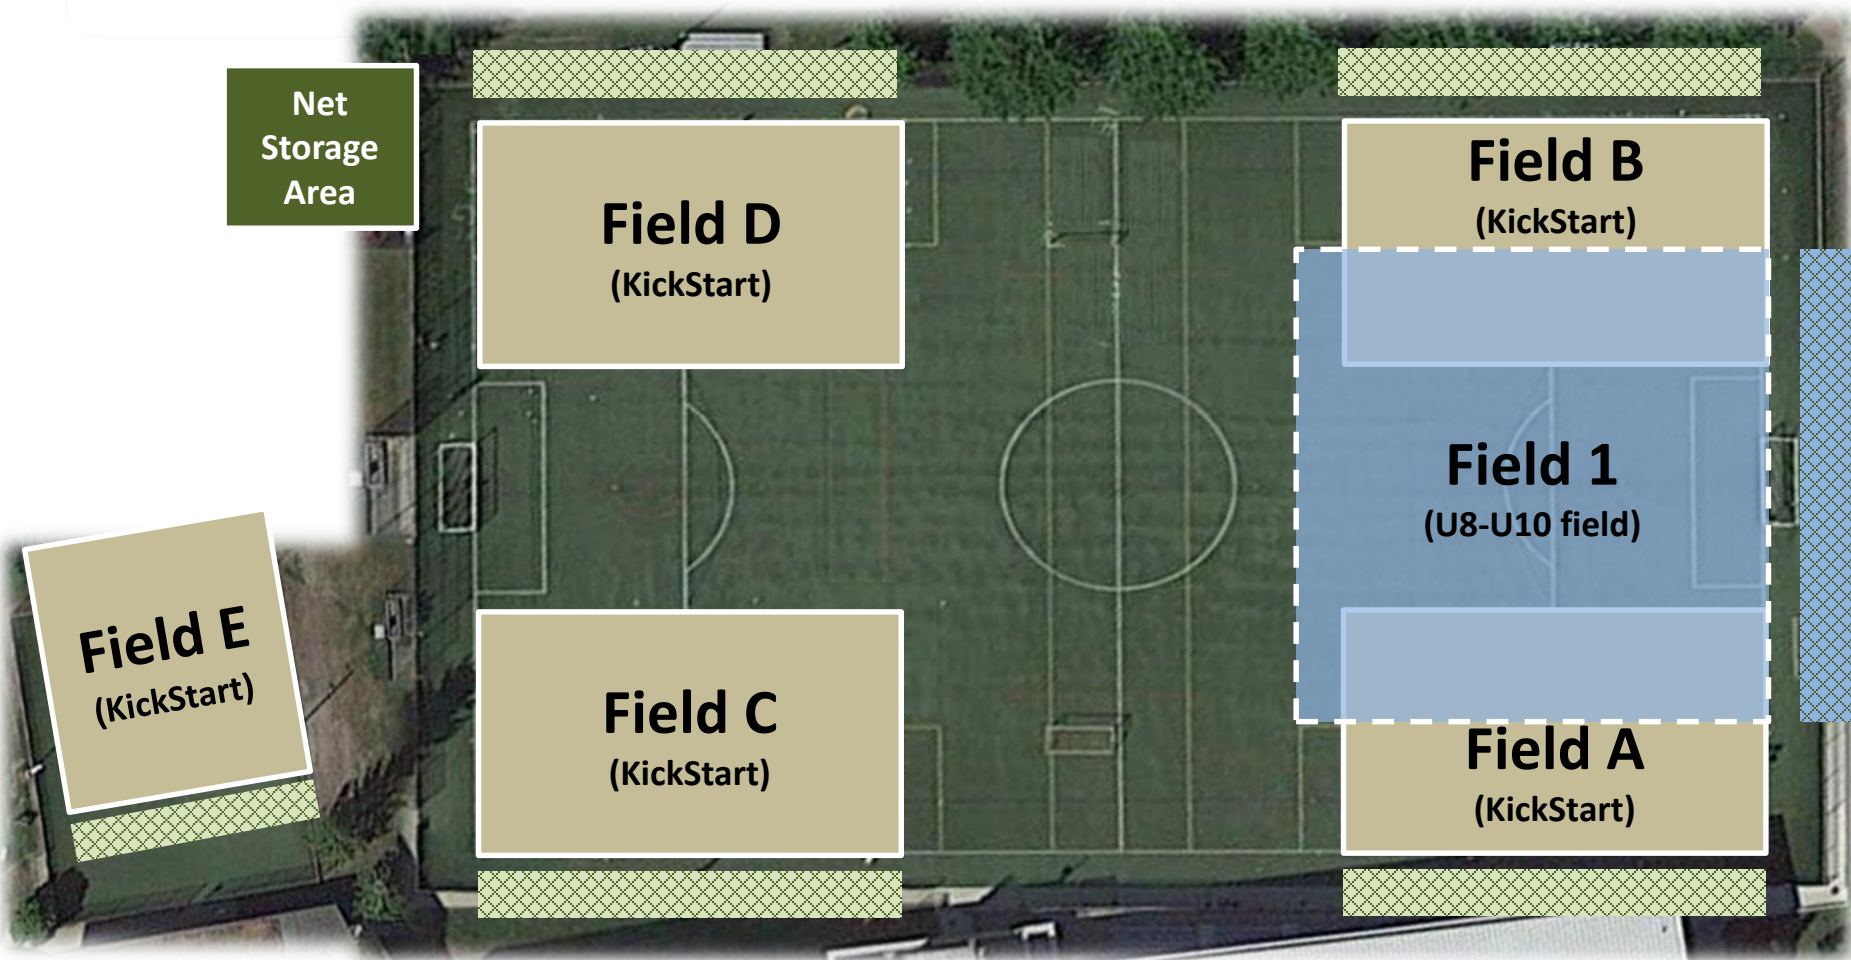 Net
Storage
Area
Field D
(KickStart)
Field B
(KickStart)
Field 1
(U8-U10 field)
Field E
(KickStart)
Field C
(KickStart)
Field A
(KickStart)